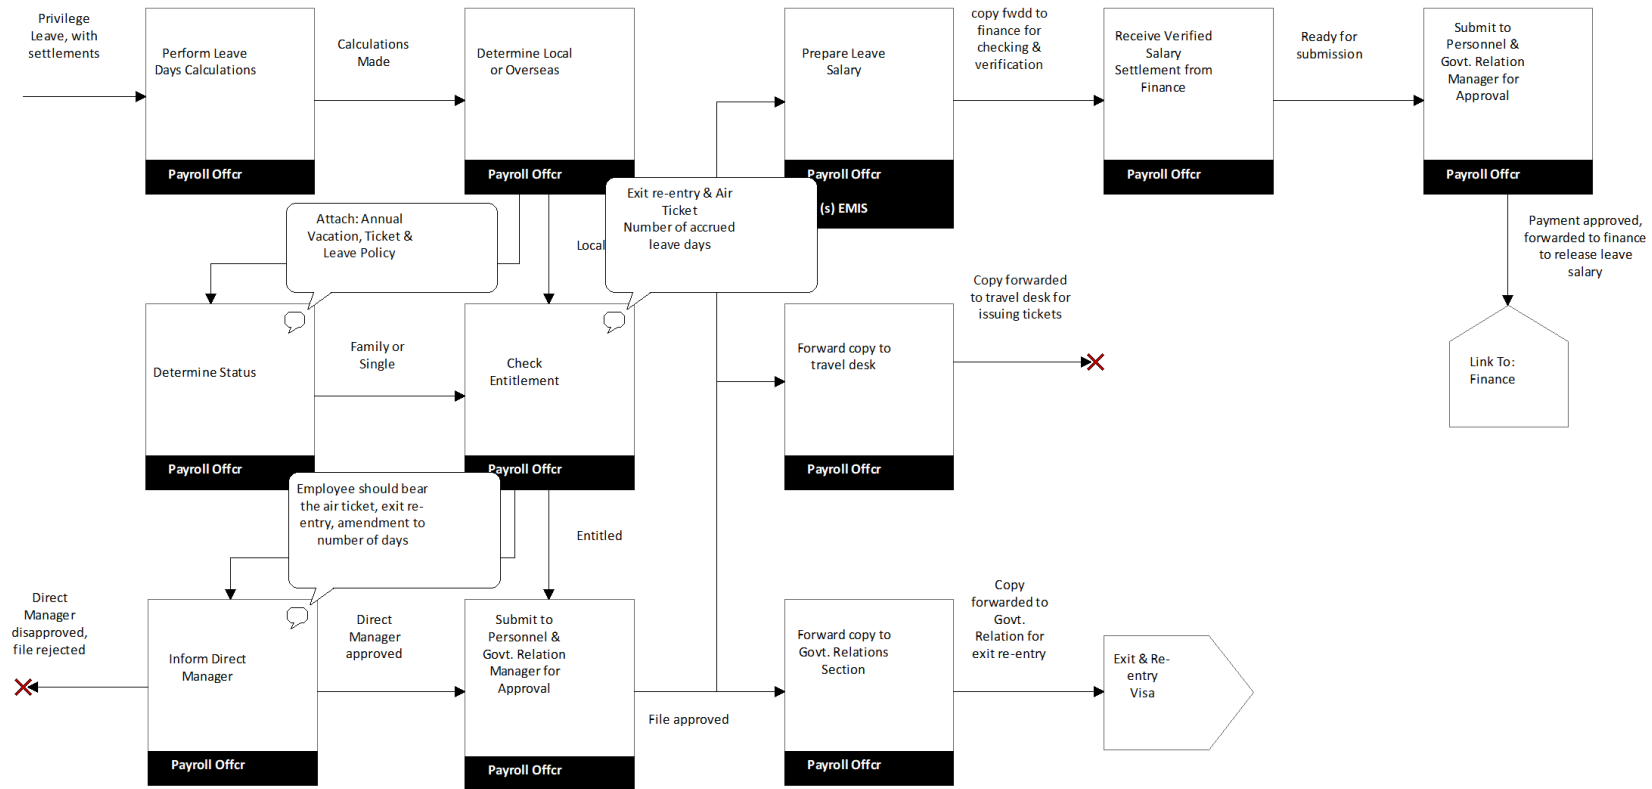 Privilege
Leave, with
settlements
Perform Leave
Days Calculations
Payroll Offcr
Calculations
Made
Determine Local
or Overseas
Payroll Offcr
Prepare Leave
Salary
Payroll Offcr
(s) EMIS
copy fwdd to
finance for
checking &
verification
Receive Verified
Salary
Settlement from
Finance
Payroll Offcr
Ready for
submission
Submit to
Personnel &
Govt. Relation
Manager for
Approval
Payroll Offcr
Attach: Annual
Vacation, Ticket &
Leave Policy
Local
Exit re-entry & Air
Ticket
Number of accrued
leave days
Payment approved,
forwarded to finance
to release leave
salary
Determine Status
Payroll Offcr
Family or
Single
Check
Entitlement
Payroll Offcr
Forward copy to
travel desk
Payroll Offcr
Copy forwarded
to travel desk for
issuing tickets
Link To:
Finance
Employee should bear
the air ticket, exit re-
entry, amendment to
number of days
Entitled
Direct
Manager
disapproved,
file rejected
Inform Direct
Manager
Payroll Offcr
Direct
Manager
approved
Submit to
Personnel &
Govt. Relation
Manager for
Approval
Payroll Offcr
File approved
Forward copy to
Govt. Relations
Section
Payroll Offcr
Copy
forwarded to
Govt.
Relation for
exit re-entry
Exit & Re-
entry
Visa